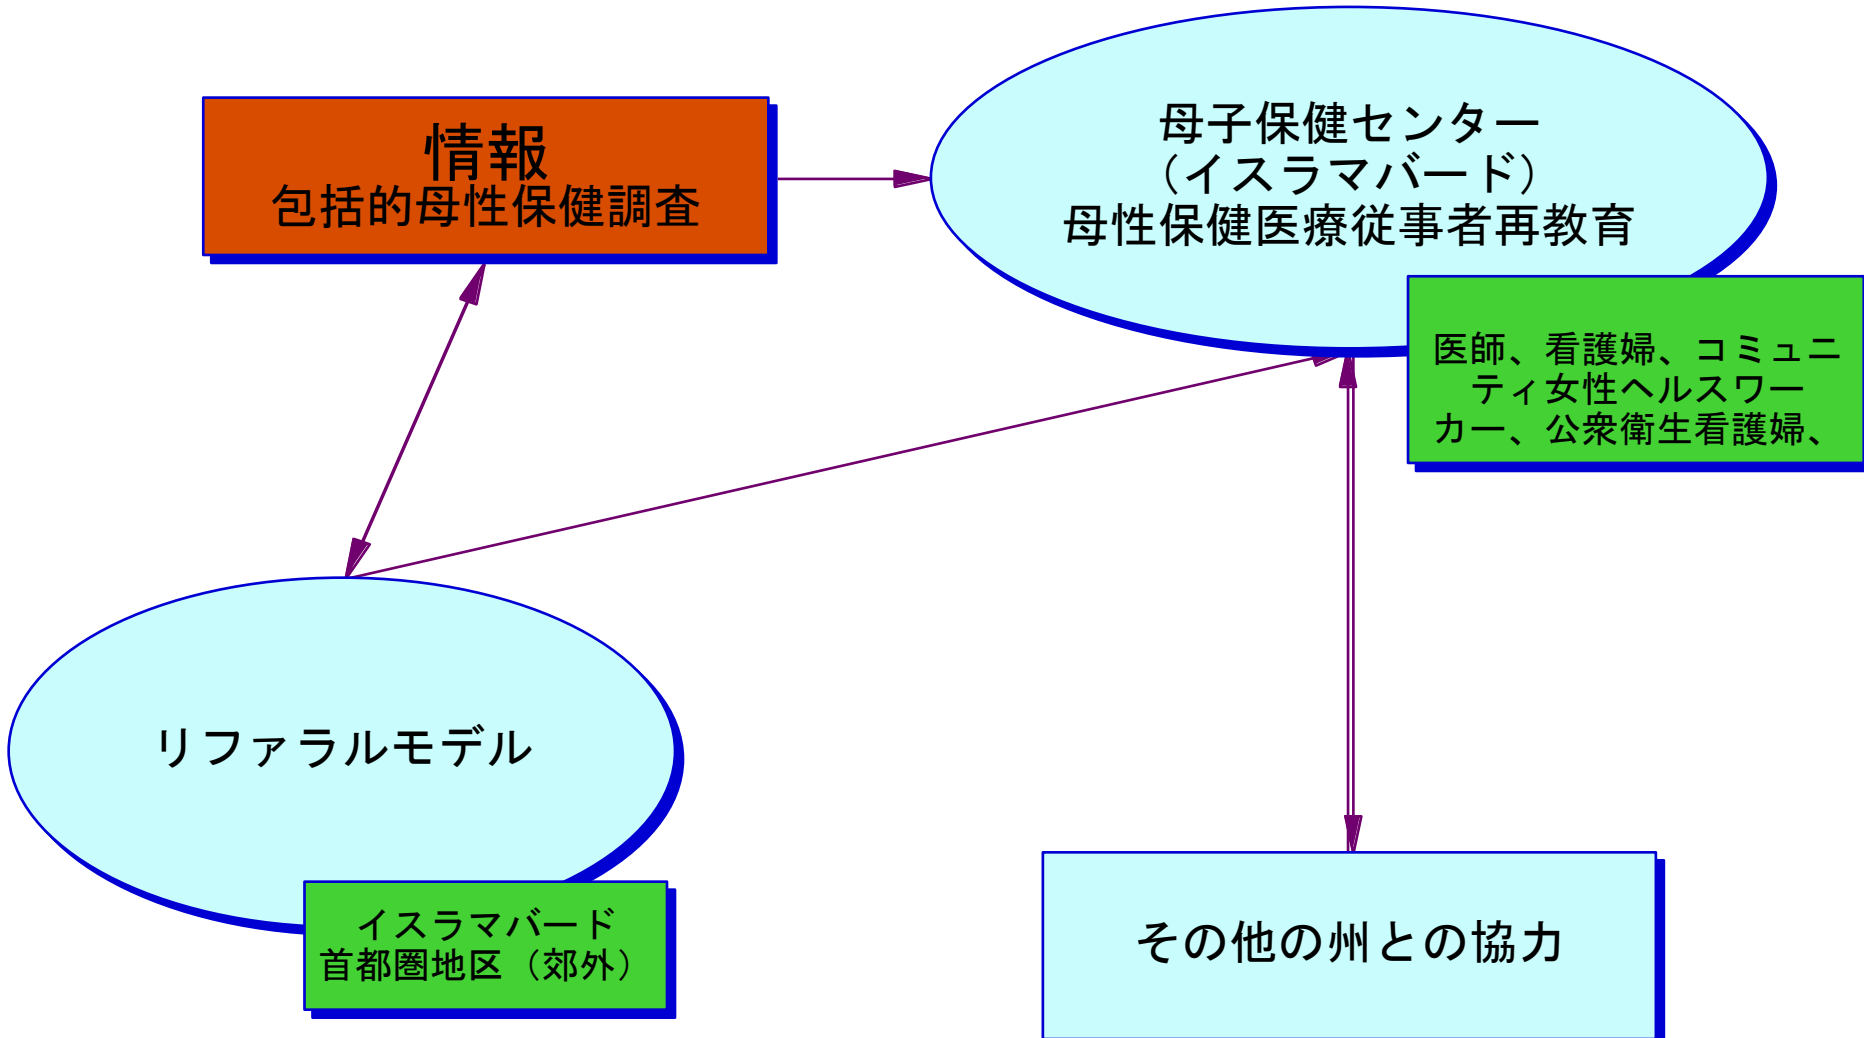 情報
包括的母性保健調査
母子保健センター
（イスラマバード）
母性保健医療従事者再教育
医師、看護婦、コミュニ
ティ女性ヘルスワー
カー、公衆衛生看護婦、
リファラルモデル
イスラマバード
首都圏地区（郊外）
その他の州との協力